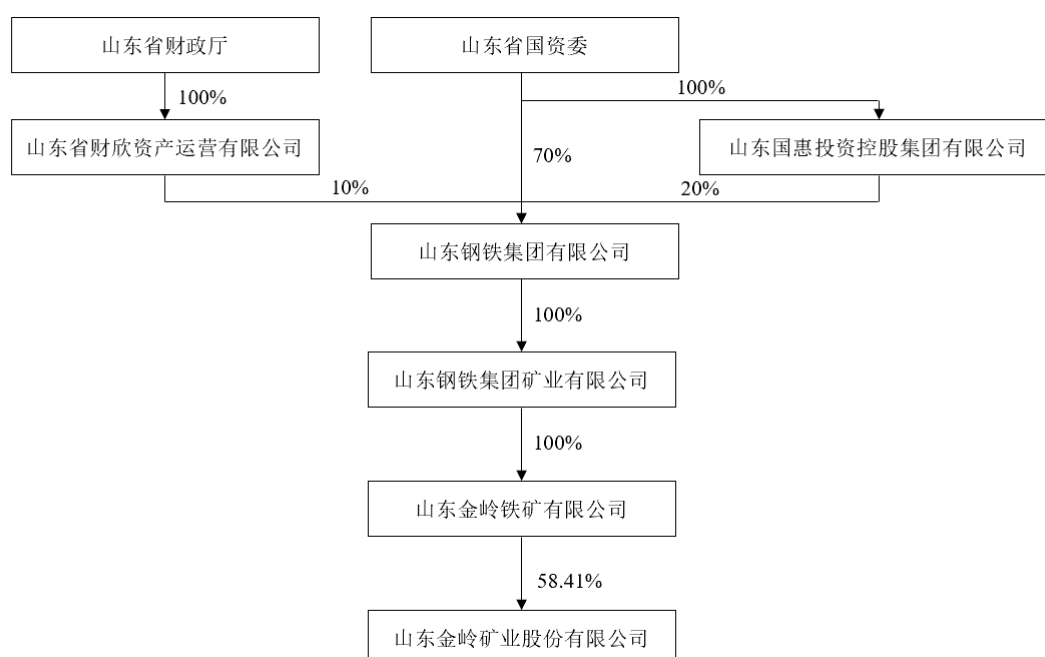 山东省财政厅
山东省国资委
100%
100%
山东省财欣资产运营有限公司
70%
山东国惠投资控股集团有限公司
10%
20%
山东钢铁集团有限公司
100%
山东钢铁集团矿业有限公司
100%
山东金岭铁矿有限公司
58.41%
山东金岭矿业股份有限公司